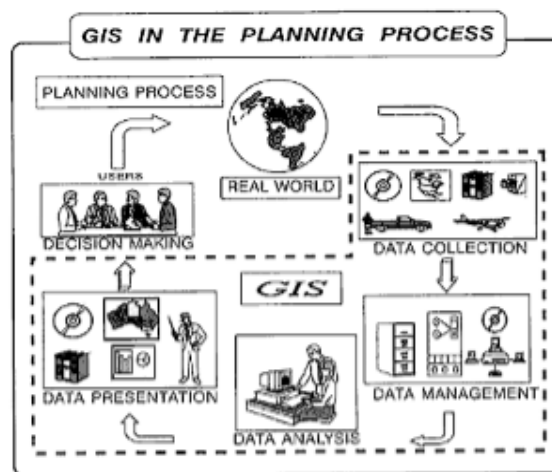 GIS IN THE PLANNING PROCESS
PLANNING PROCESS
REAL WORLD
USERS
DECISION MAKING
DATA COLLECTION
GIS
DATA PRESENTATION
DATA ANALYSIS
DATA MANAGEMENT